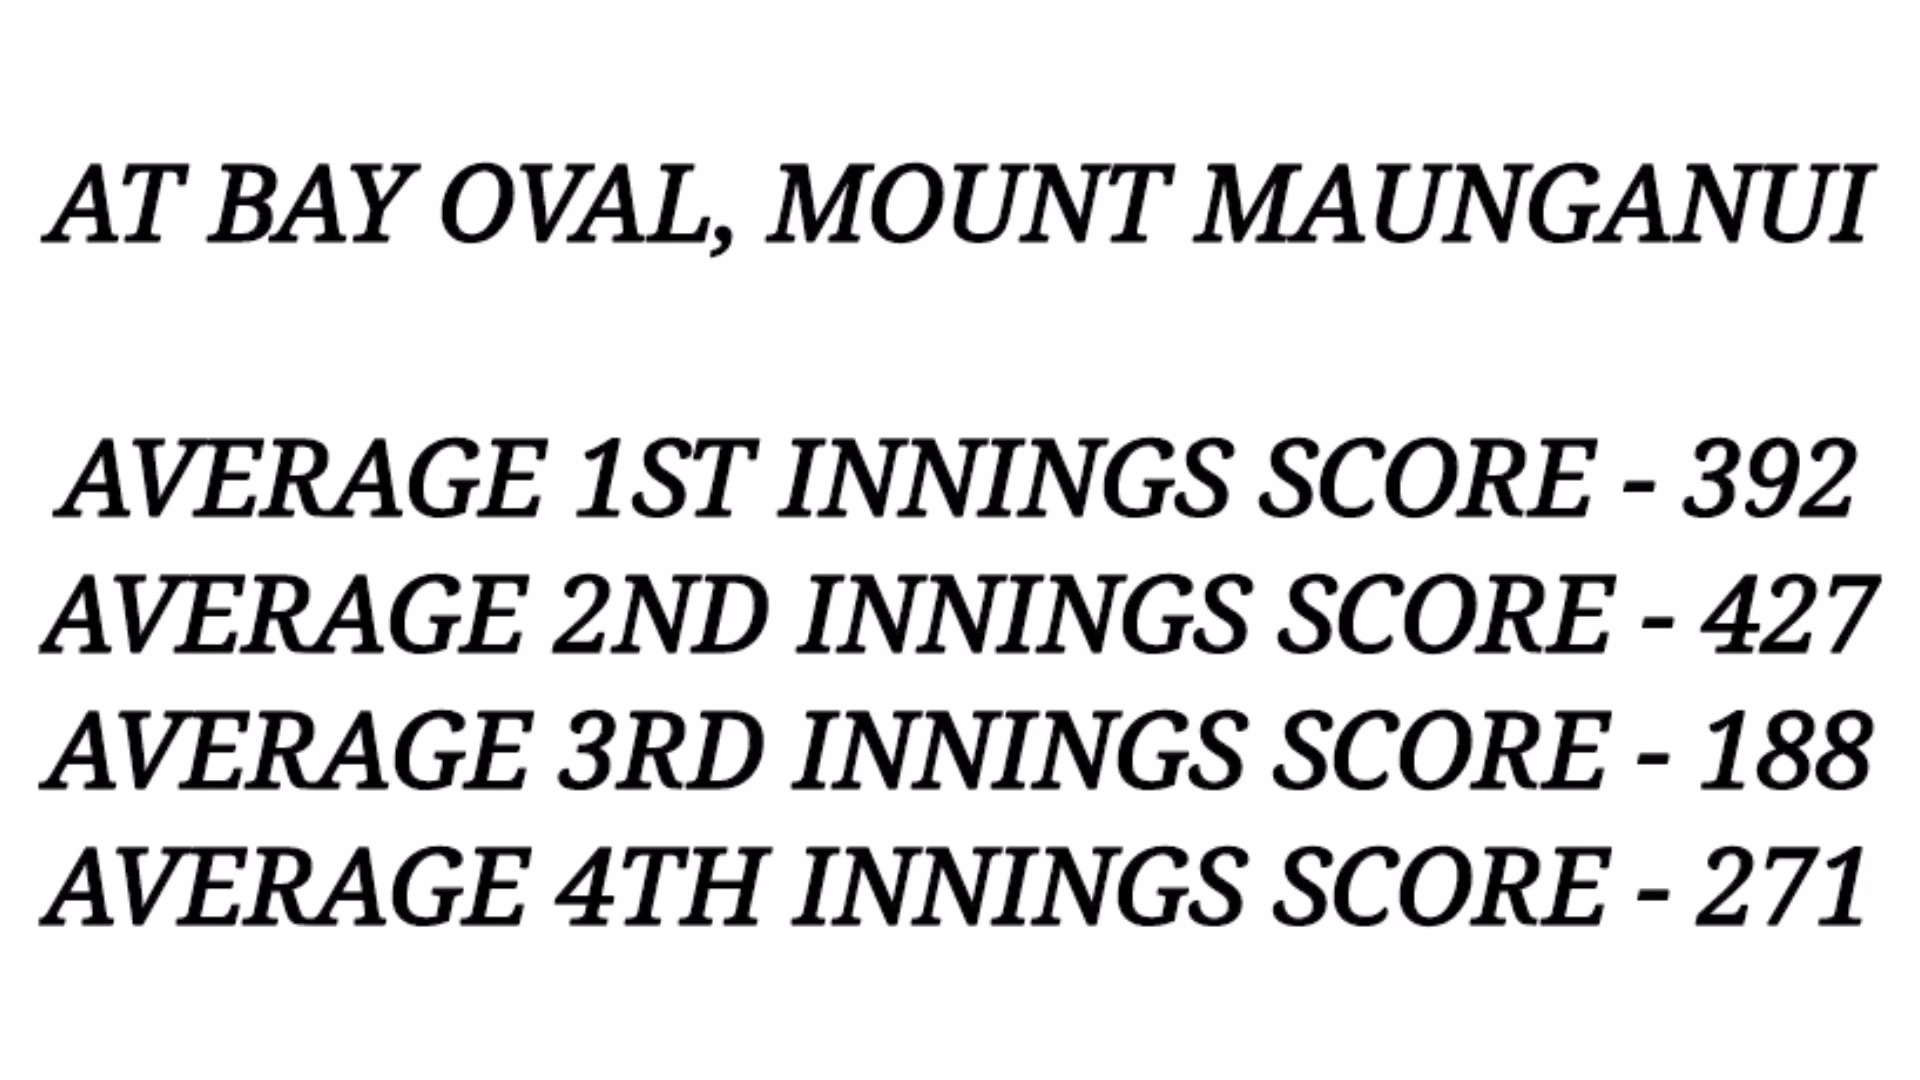 AT BAY OVAL, MOUNT MAUNGANUI
AVERAGE 1ST INNINGS SCORE - 392
AVERAGE 2ND INNINGS SCORE - 427
AVERAGE 3RD INNINGS SCORE - 188
AVERAGE 4TH INNINGS SCORE - 271